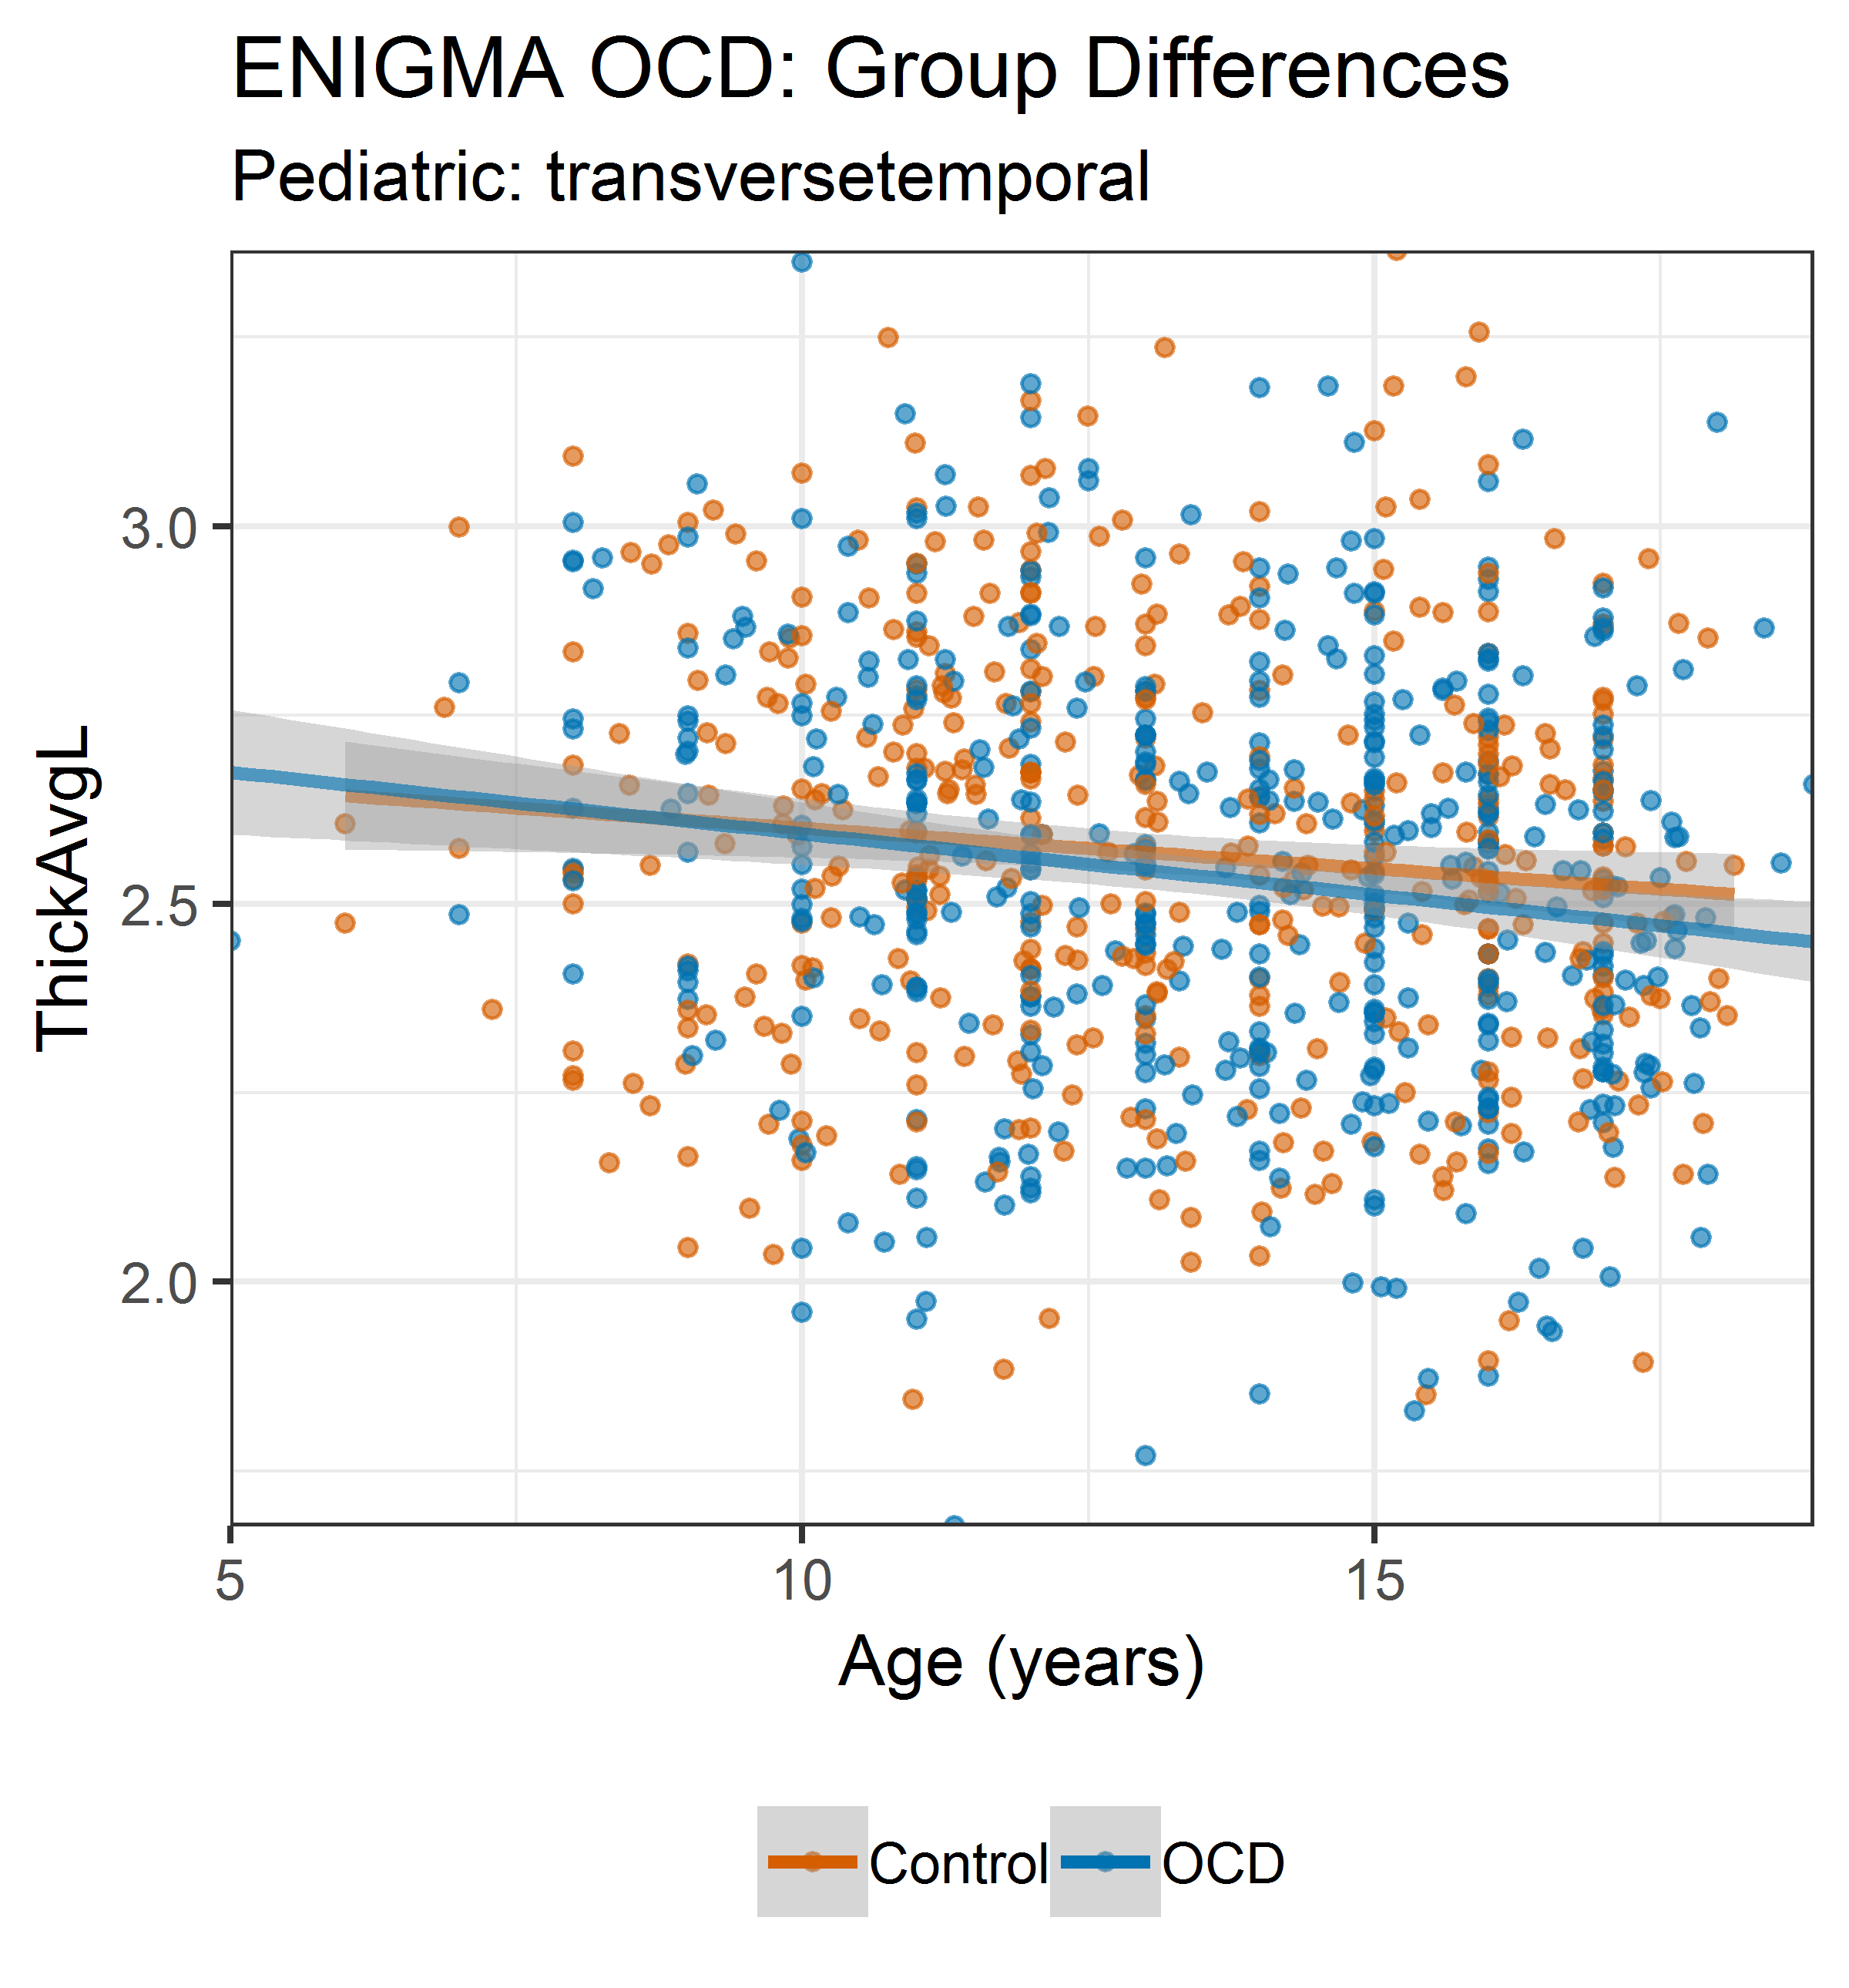 ENIGMA OCD: Group Differences
Pediatric: transversetemporal
ThickAvgL
3.0
2.5
2.0
5 10 15
Age (years)
Control OCD